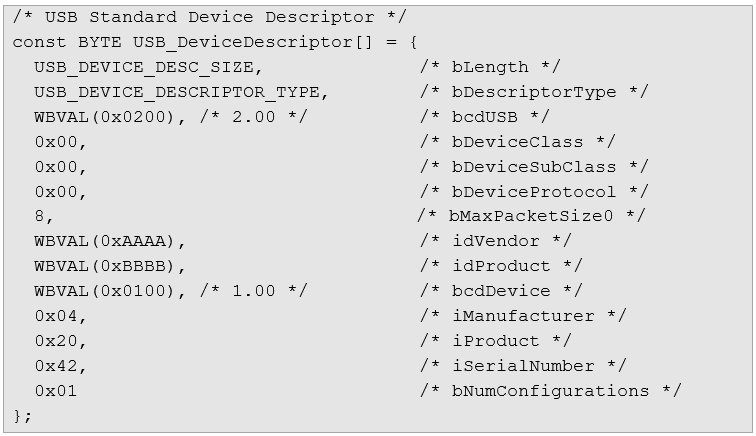 /* USB Standard Device Descriptor */
const BYTE USB_DeviceDescriptor[] = {
  USB_DEVICE_DESC_SIZE,               /* bLength */
  USB_DEVICE_DESCRIPTOR_TYPE,         /* bDescriptorType */
  WBVAL(0x0200), /* 2.00 */           /* bcdUSB */
  0x00,                               /* bDeviceClass */
  0x00,                               /* bDeviceSubClass */
  0x00,                               /* bDeviceProtocol */
  8,                                  /* bMaxPacketSize0 */
  WBVAL(0xAAAA),                      /* idVendor */
  WBVAL(0xBBBB),                      /* idProduct */
  WBVAL(0x0100), /* 1.00 */           /* bcdDevice */
  0x04,                               /* iManufacturer */
  0x20,                               /* iProduct */
  0x42,                               /* iSerialNumber */
  0x01                                /* bNumConfigurations */
};